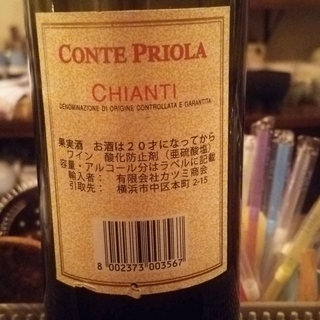 CONTE PRIOLA
CHIANTI
DENOMINAZIONE DI ORIGINE CONTROLLATA E GARANTITA
果実酒　お酒は20才になってから
ワイン　酸化防止剤（亜硫酸塩）
容量・アルコール分はラベルに記載
輸入者：　有限会社カツミ商会
引取先：　横浜市中区本町2-15
8 002373 003567